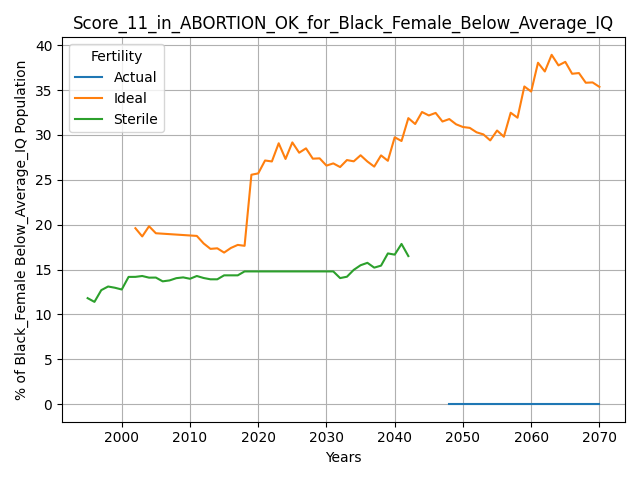 Score_11_in_ABORTION_OK_for_Black_Female_Below_Average_IQ
% of Black_Female Below_Average_IQ Population
40
35
30
25
20
15
10
5
0
Fertility
Actual
Ideal
Sterile
2000 2010 2020 2030 2040 2050 2060 2070
Years